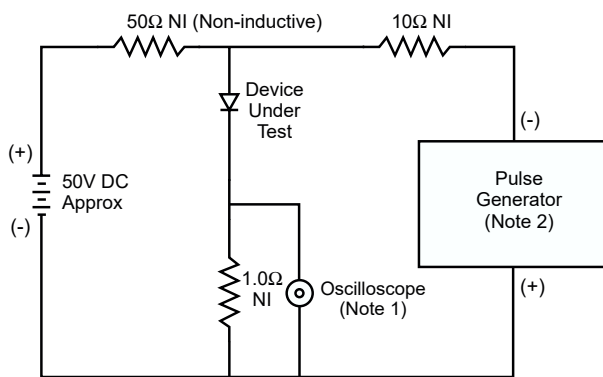 50Ω NI (Non-inductive)
10Ω NI
Device
Under
Test
(-)
(+)
50V DC
Approx
(-)
Pulse
Generator
(Note 2)
1.0Ω
NI
Oscilloscope
(Note 1)
(+)